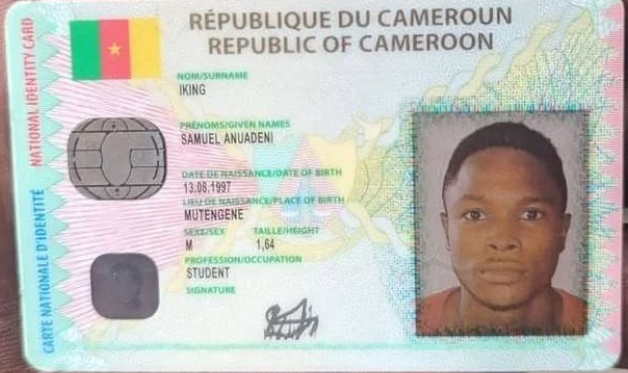 RÉPUBLIQUE DU CAMEROUN
REPUBLIC OF CAMEROON
NATIONAL IDENTITY CARD
CARTE NATIONALE D'IDENTITÉ
NOM/SURNAME
IKING
PRÉNOMS/GIVEN NAMES
SAMUEL ANUADENI
DATE DE NAISSANCE/DATE OF BIRTH
13.08.1997
LIEU DE NAISSANCE/PLACE OF BIRTH
MUTENGENE
SEXE/SEX TAILLE/HEIGHT
M 1,64
PROFESSION/OCCUPATION
STUDENT
SIGNATURE